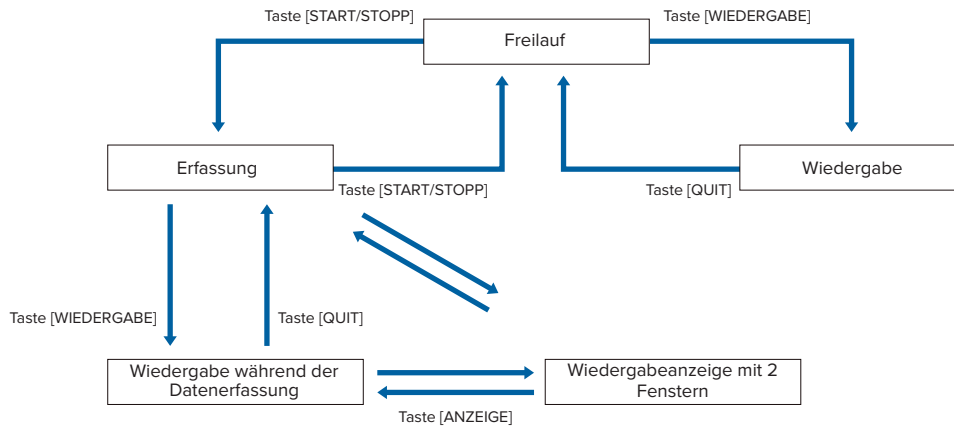 Taste [START/STOPP]
Taste [WIEDERGABE]
Freilauf
Erfassung
Wiedergabe
Taste [START/STOPP]
Taste [QUIT]
Taste [WIEDERGABE]
Taste [QUIT]
Wiedergabe während der
Datenerfassung
Wiedergabeanzeige mit 2
Fenstern
Taste [ANZEIGE]